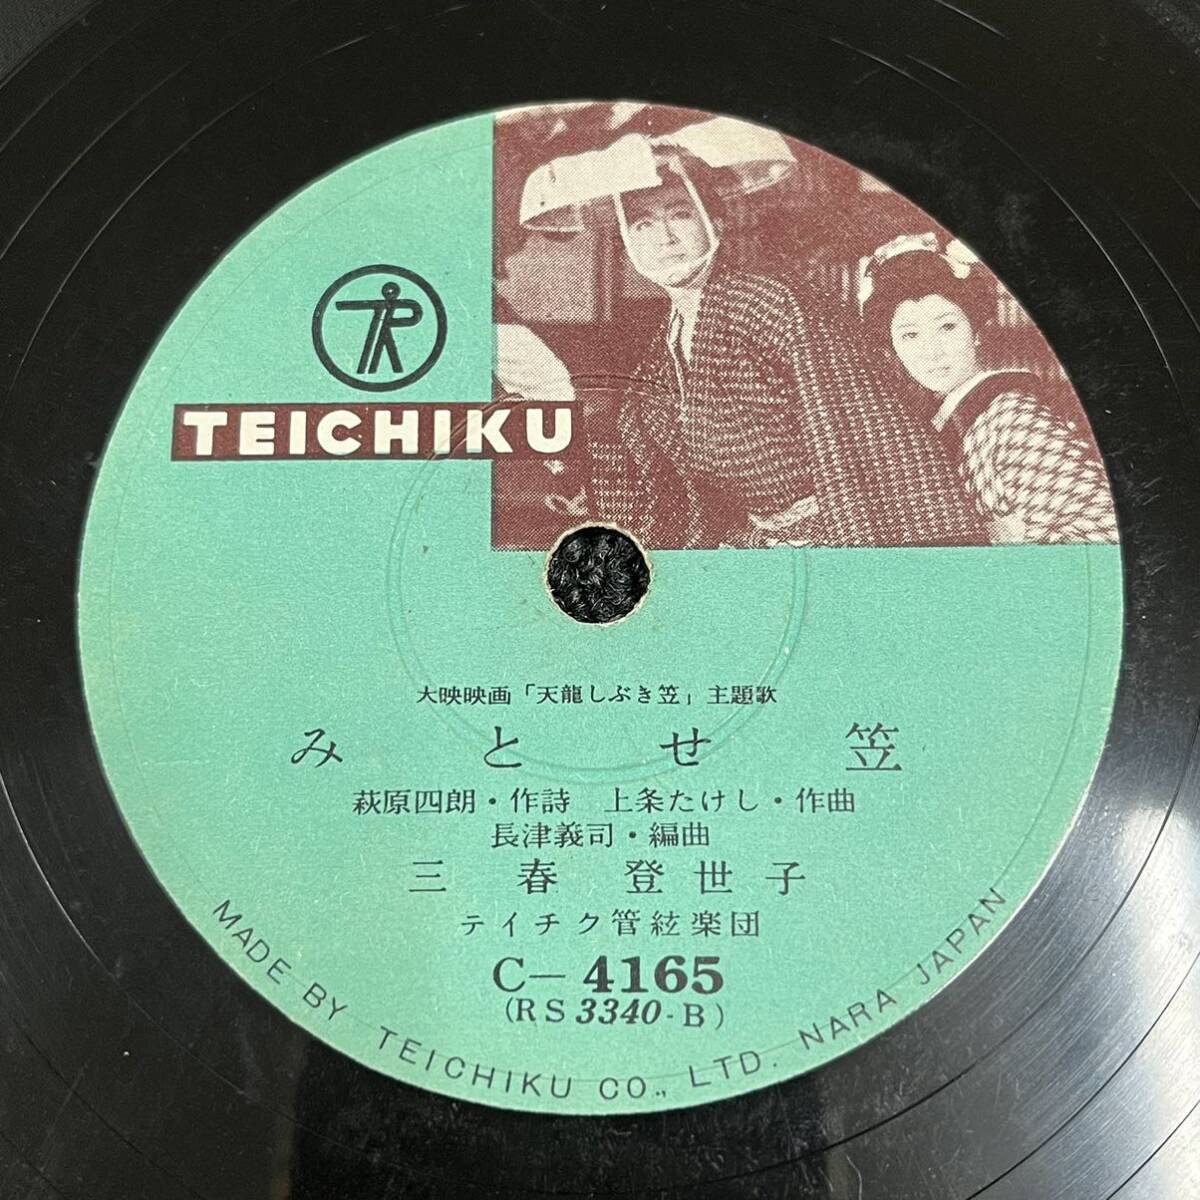 TEICHIKU
大映映画「天龍しぶき笠」主題歌
みとせ笠
萩原四朗・作詩 上条たけし・作曲
長津義司・編曲
三春登世子
テイチク管絃楽団
C-4165
(RS 3340-B)
MADE BY TEICHIKU CO., LTD. NARA JAPAN